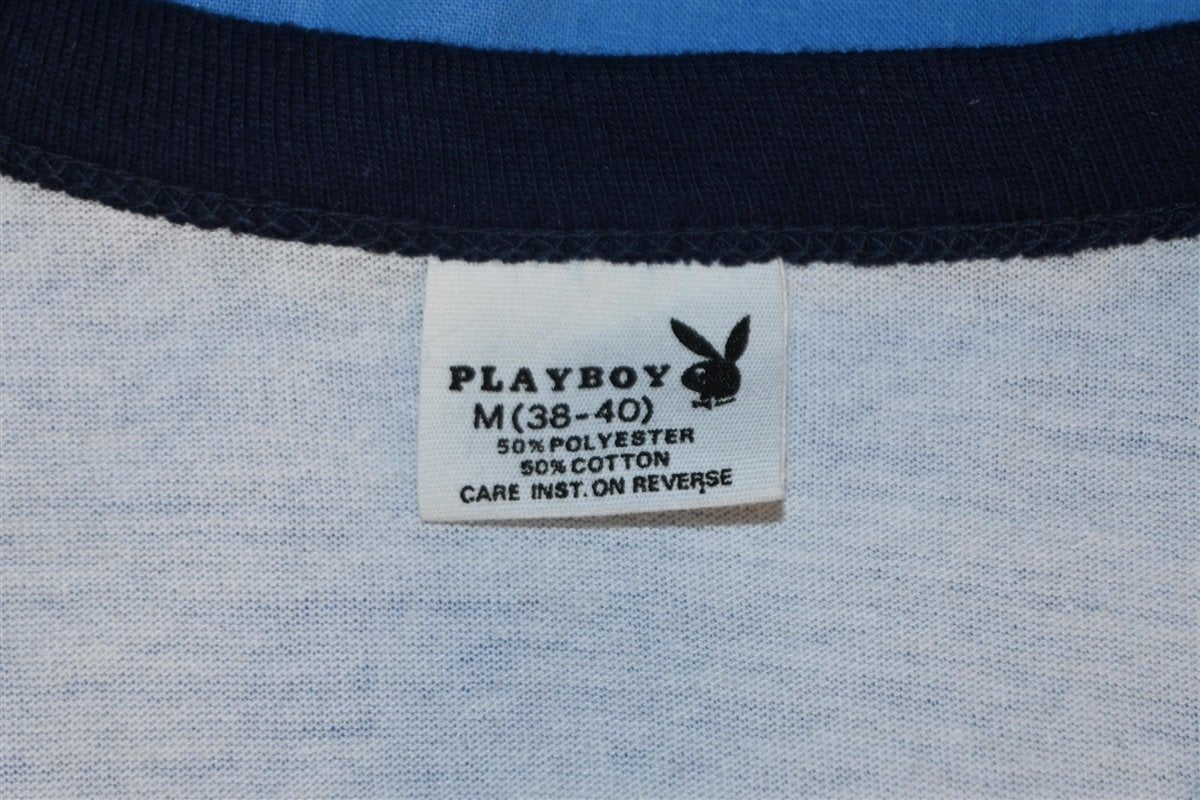 PLAYBOY
M (38-40)
50% POLYESTER
50% COTTON
CARE INST. ON REVERSE